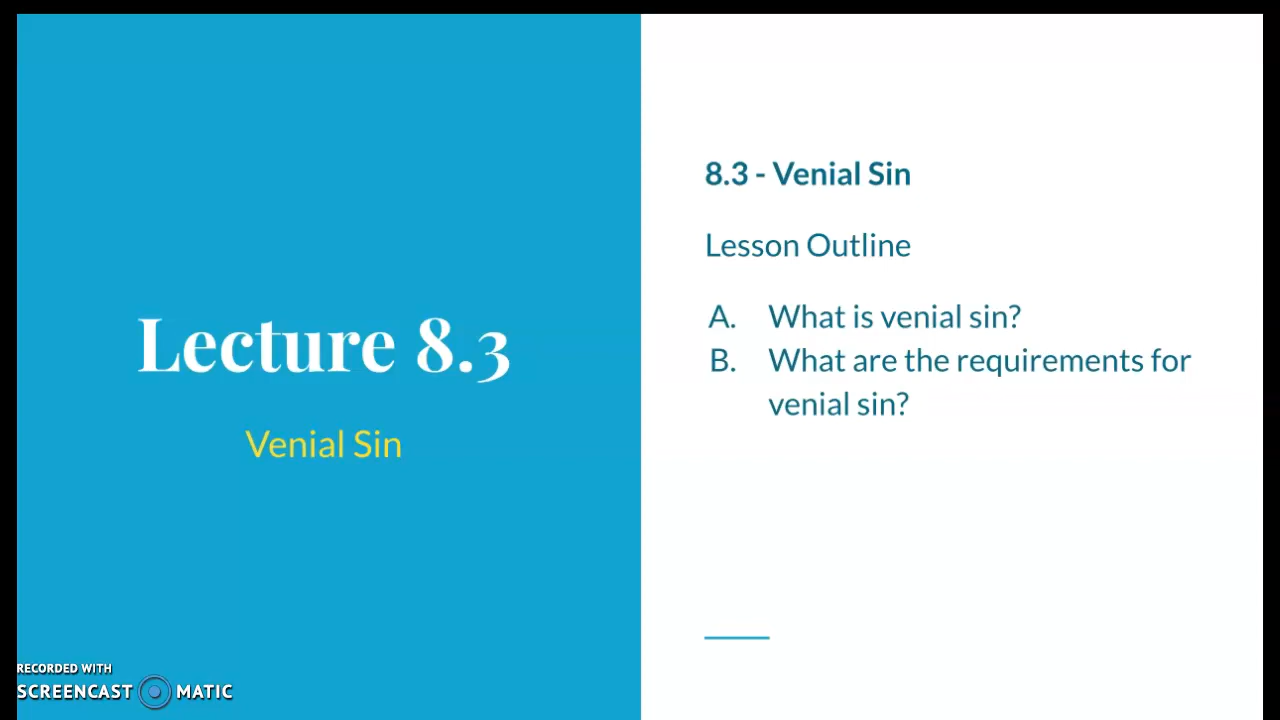 Lecture 8.3
Venial Sin
8.3 - Venial Sin
Lesson Outline
A. What is venial sin?
B. What are the requirements for
venial sin?
RECORDED WITH
SCREENCAST MATIC